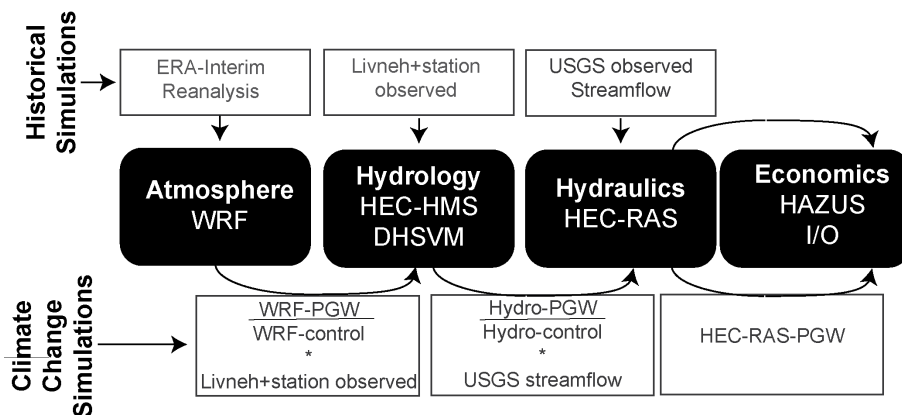 Historical
Simulations
ERA-Interim
Reanalysis
Livneh+station
observed
USGS observed
Streamflow
Atmosphere
WRF
Hydrology
HEC-HMS
DHSVM
Hydraulics
HEC-RAS
Economics
HAZUS
I/O
Climate
Change
Simulations
WRF-PGW
WRF-control
*
Livneh+station observed
Hydro-PGW
Hydro-control
*
USGS streamflow
HEC-RAS-PGW